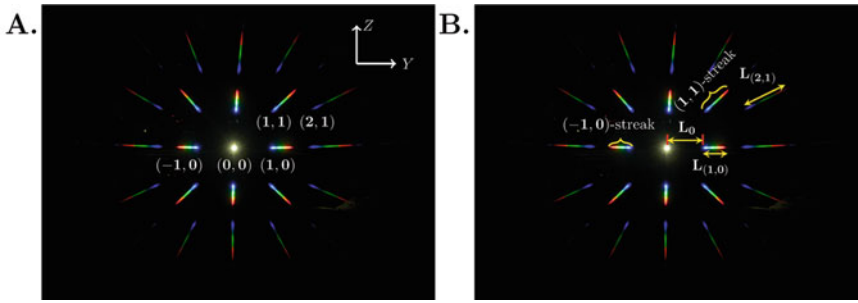 A.
Z
Y
(1, 1) (2, 1)
(−1, 0) (0, 0) (1, 0)
B.
(1, 1)-streak
L(2,1)
(−1, 0)-streak
L0
L(1,0)